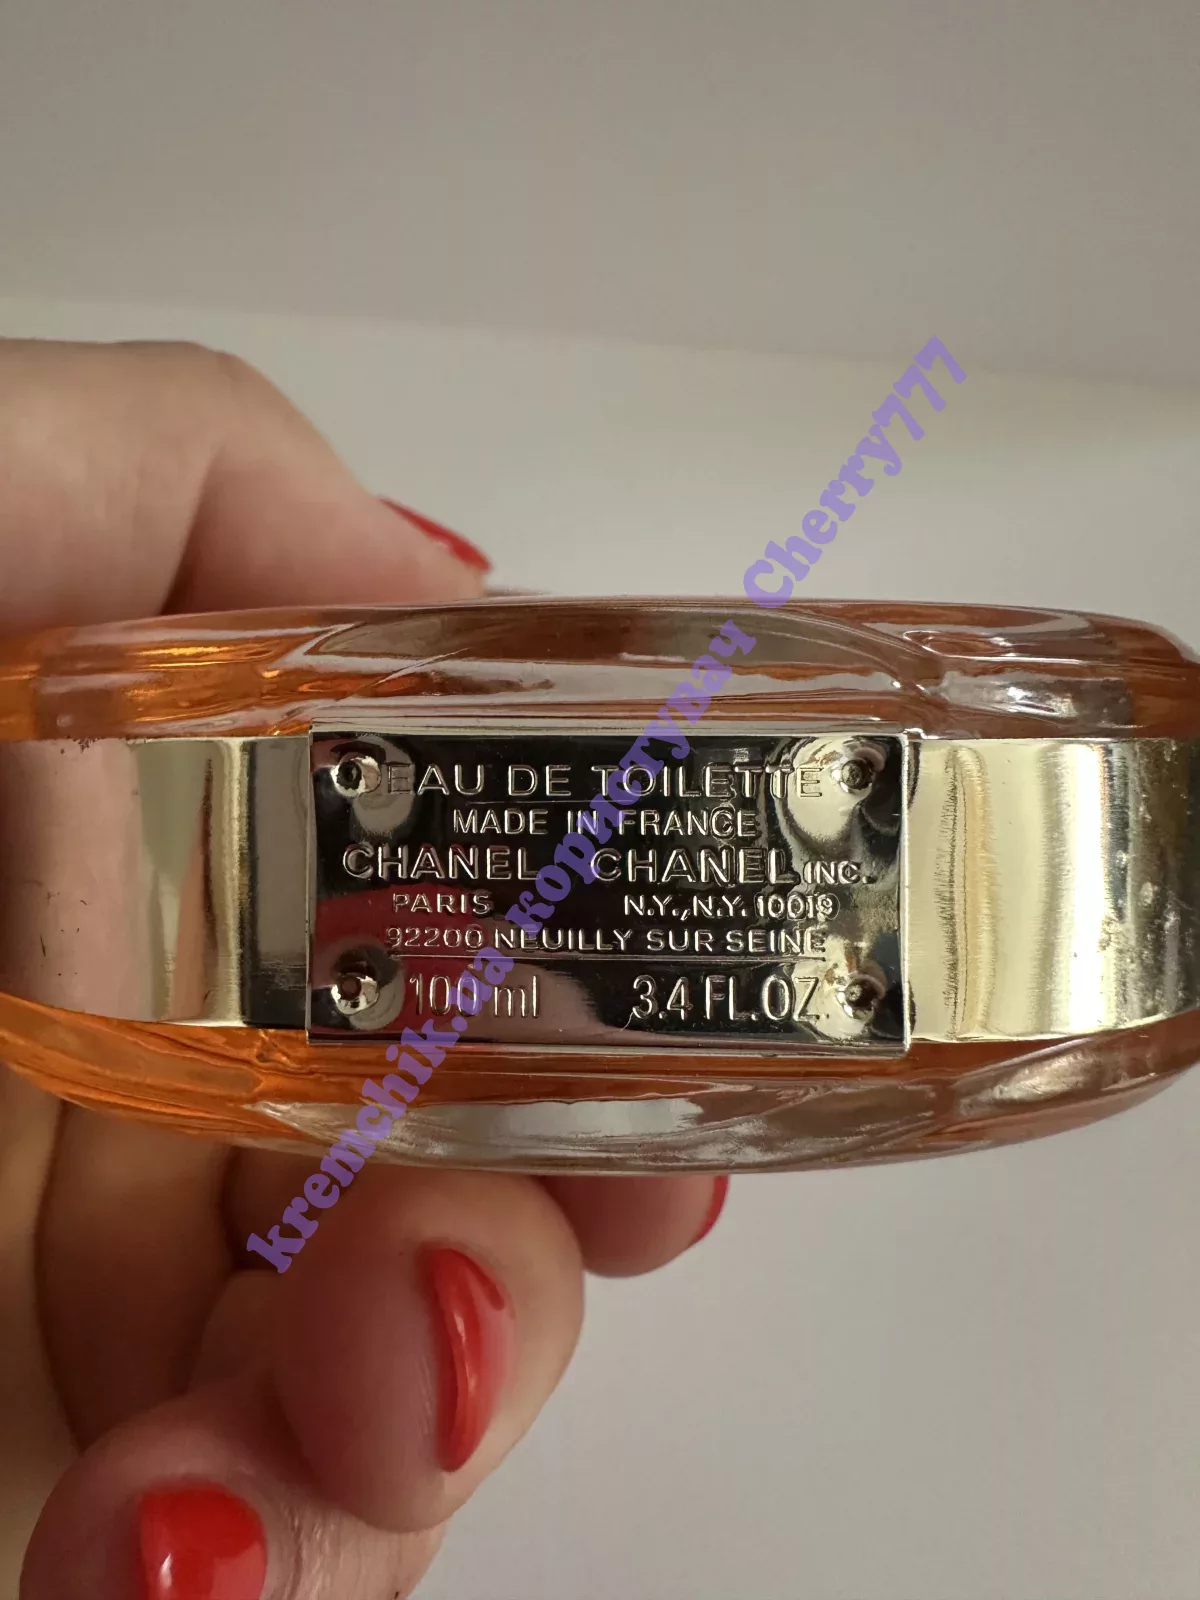 EAU DE TOILETTE
MADE IN FRANCE
CHANEL CHANEL INC.
PARIS N.Y., N.Y. 10019
92200 NEUILLY SUR SEINE
100 ml 3.4 FL.OZ.
kremchik.ua користувач Cherry777